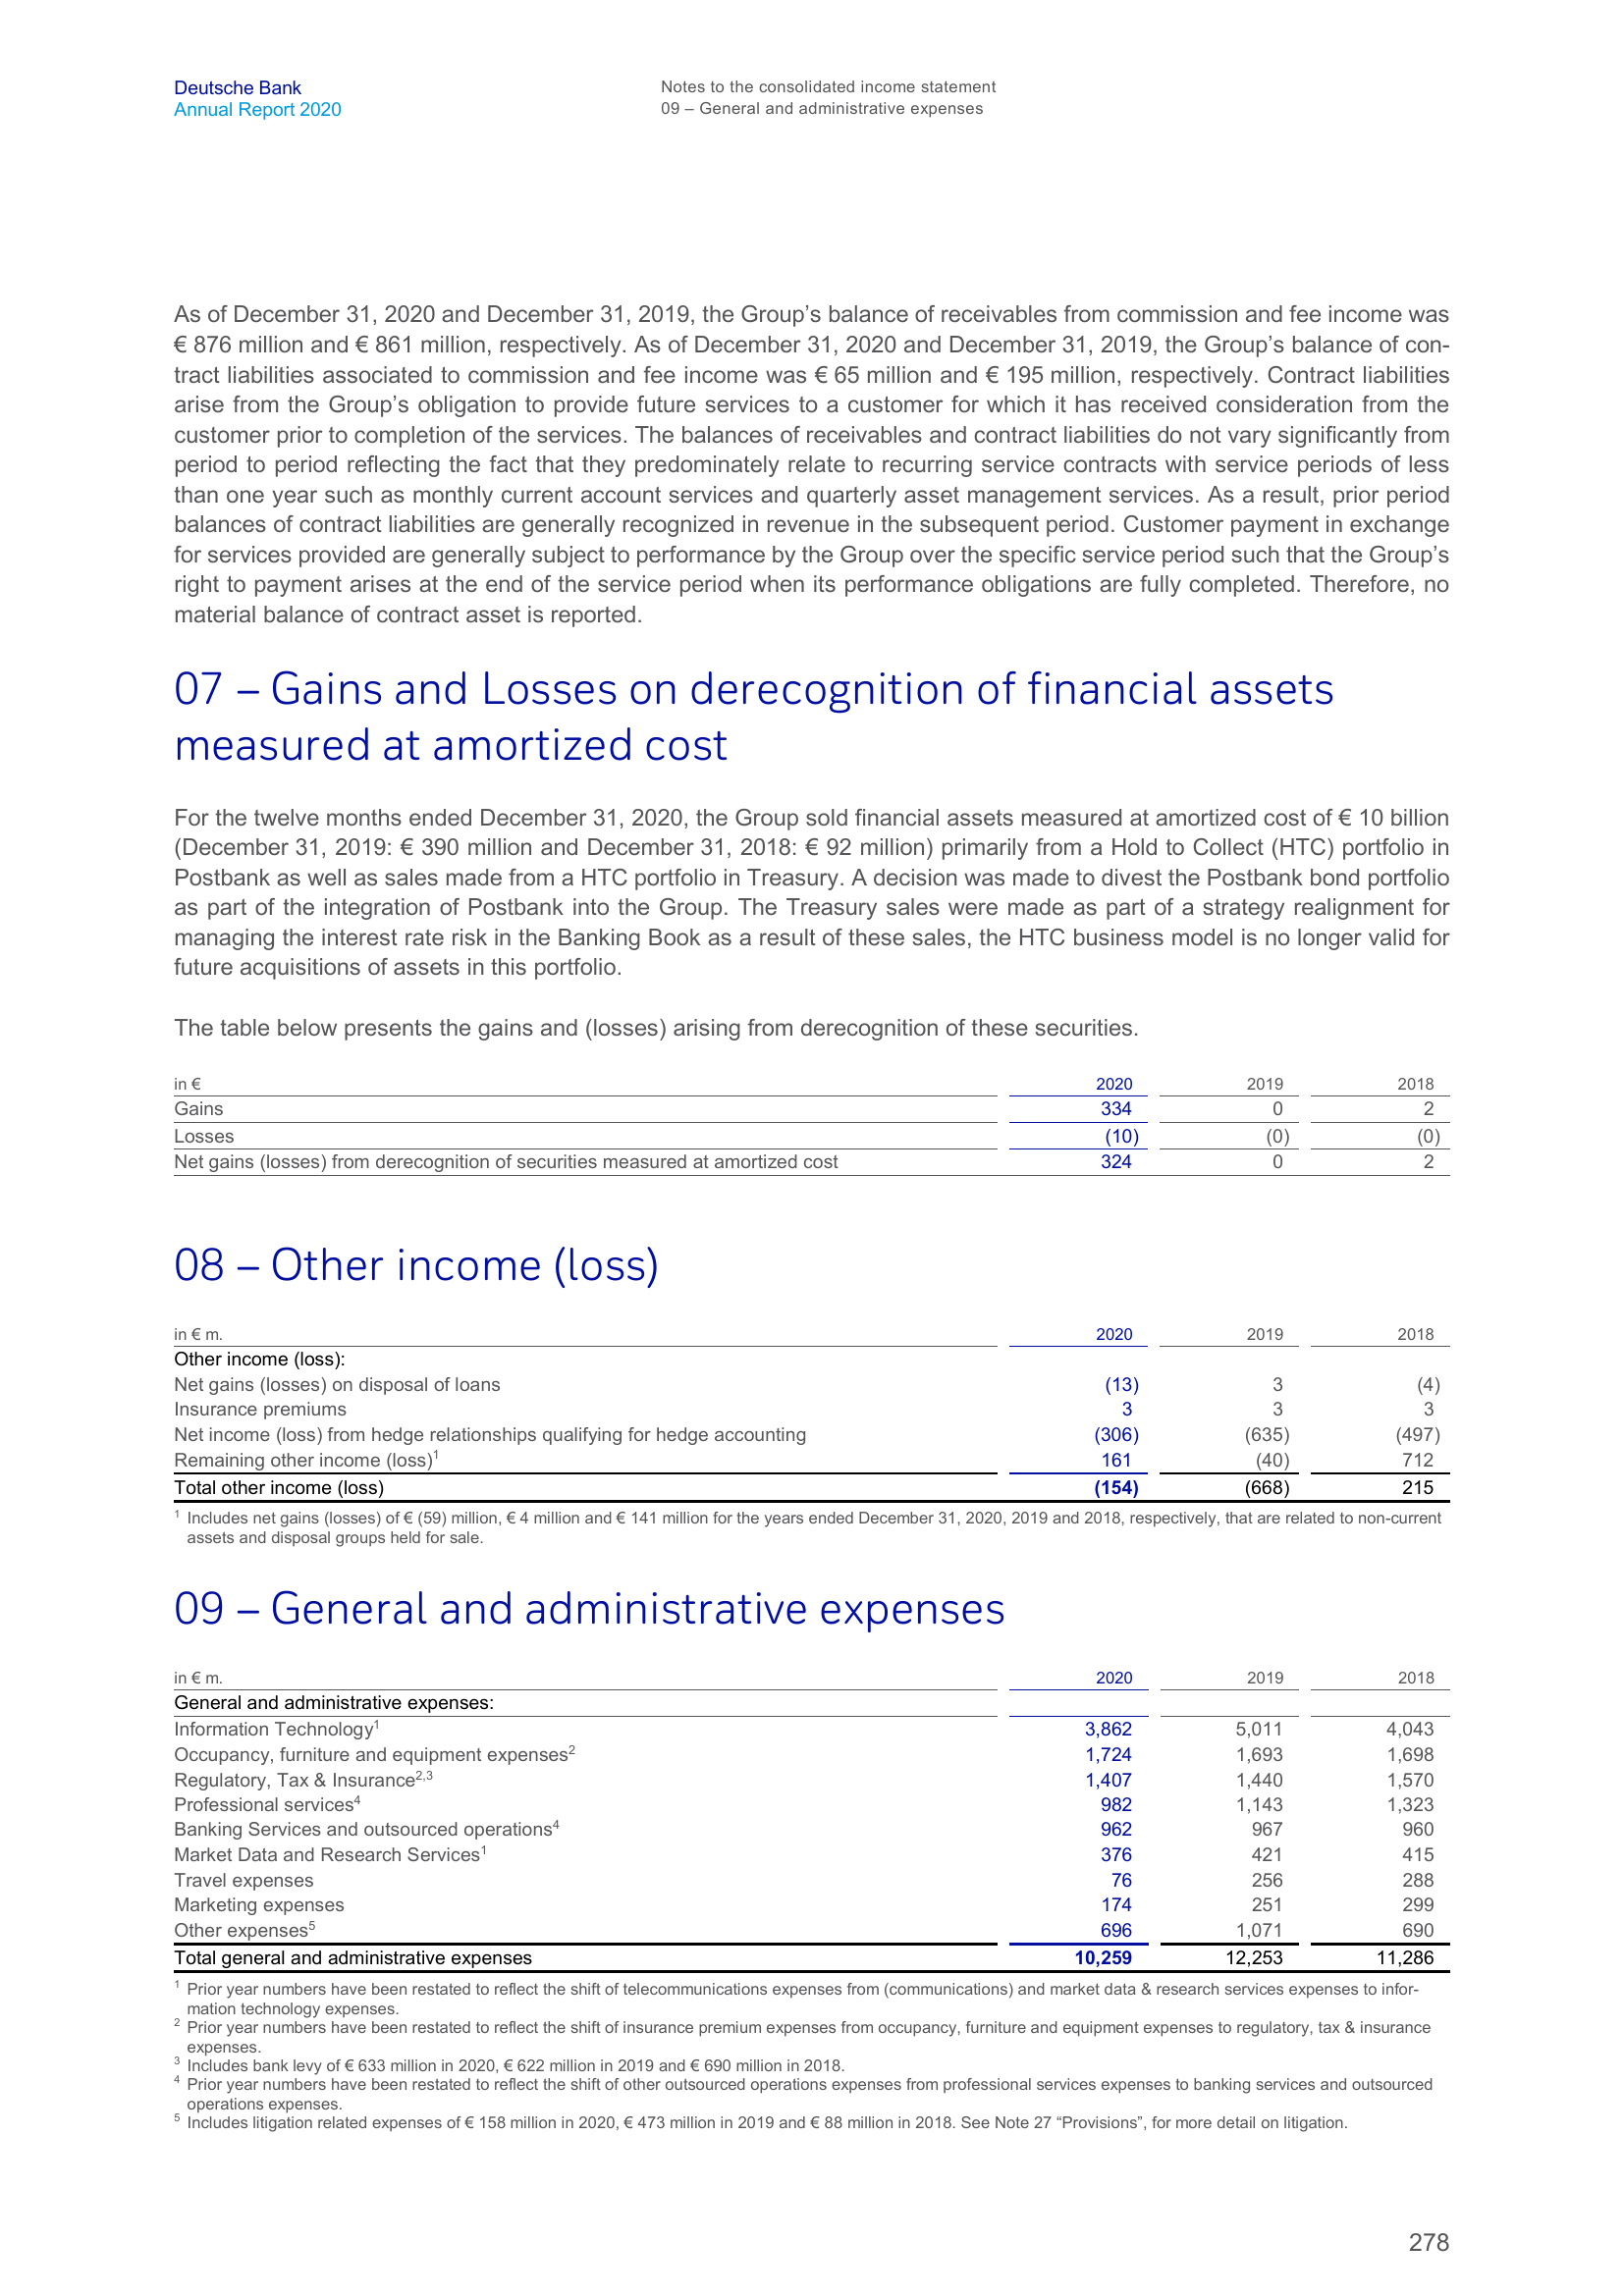 Deutsche Bank
Annual Report 2020
Notes to the consolidated income statement
09 – General and administrative expenses
As of December 31, 2020 and December 31, 2019, the Group’s balance of receivables from commission and fee income was
€ 876 million and € 861 million, respectively. As of December 31, 2020 and December 31, 2019, the Group’s balance of con-
tract liabilities associated to commission and fee income was € 65 million and € 195 million, respectively. Contract liabilities
arise from the Group’s obligation to provide future services to a customer for which it has received consideration from the
customer prior to completion of the services. The balances of receivables and contract liabilities do not vary significantly from
period to period reflecting the fact that they predominately relate to recurring service contracts with service periods of less
than one year such as monthly current account services and quarterly asset management services. As a result, prior period
balances of contract liabilities are generally recognized in revenue in the subsequent period. Customer payment in exchange
for services provided are generally subject to performance by the Group over the specific service period such that the Group’s
right to payment arises at the end of the service period when its performance obligations are fully completed. Therefore, no
material balance of contract asset is reported.
07 – Gains and Losses on derecognition of financial assets
measured at amortized cost
For the twelve months ended December 31, 2020, the Group sold financial assets measured at amortized cost of € 10 billion
(December 31, 2019: € 390 million and December 31, 2018: € 92 million) primarily from a Hold to Collect (HTC) portfolio in
Postbank as well as sales made from a HTC portfolio in Treasury. A decision was made to divest the Postbank bond portfolio
as part of the integration of Postbank into the Group. The Treasury sales were made as part of a strategy realignment for
managing the interest rate risk in the Banking Book as a result of these sales, the HTC business model is no longer valid for
future acquisitions of assets in this portfolio.
The table below presents the gains and (losses) arising from derecognition of these securities.
in € 2020 2019 2018
Gains 334 0 2
Losses (10) (0) (0)
Net gains (losses) from derecognition of securities measured at amortized cost 324 0 2
08 – Other income (loss)
in € m. 2020 2019 2018
Other income (loss):
Net gains (losses) on disposal of loans (13) 3 (4)
Insurance premiums 3 3 3
Net income (loss) from hedge relationships qualifying for hedge accounting (306) (635) (497)
Remaining other income (loss)1 161 (40) 712
Total other income (loss) (154) (668) 215
1 Includes net gains (losses) of € (59) million, € 4 million and € 141 million for the years ended December 31, 2020, 2019 and 2018, respectively, that are related to non-current
assets and disposal groups held for sale.
09 – General and administrative expenses
in € m. 2020 2019 2018
General and administrative expenses:
Information Technology1 3,862 5,011 4,043
Occupancy, furniture and equipment expenses2 1,724 1,693 1,698
Regulatory, Tax & Insurance2,3 1,407 1,440 1,570
Professional services4 982 1,143 1,323
Banking Services and outsourced operations4 962 967 960
Market Data and Research Services1 376 421 415
Travel expenses 76 256 288
Marketing expenses 174 251 299
Other expenses5 696 1,071 690
Total general and administrative expenses 10,259 12,253 11,286
1 Prior year numbers have been restated to reflect the shift of telecommunications expenses from (communications) and market data & research services expenses to infor-
mation technology expenses.
2 Prior year numbers have been restated to reflect the shift of insurance premium expenses from occupancy, furniture and equipment expenses to regulatory, tax & insurance
expenses.
3 Includes bank levy of € 633 million in 2020, € 622 million in 2019 and € 690 million in 2018.
4 Prior year numbers have been restated to reflect the shift of other outsourced operations expenses from professional services expenses to banking services and outsourced
operations expenses.
5 Includes litigation related expenses of € 158 million in 2020, € 473 million in 2019 and € 88 million in 2018. See Note 27 “Provisions”, for more detail on litigation.
278